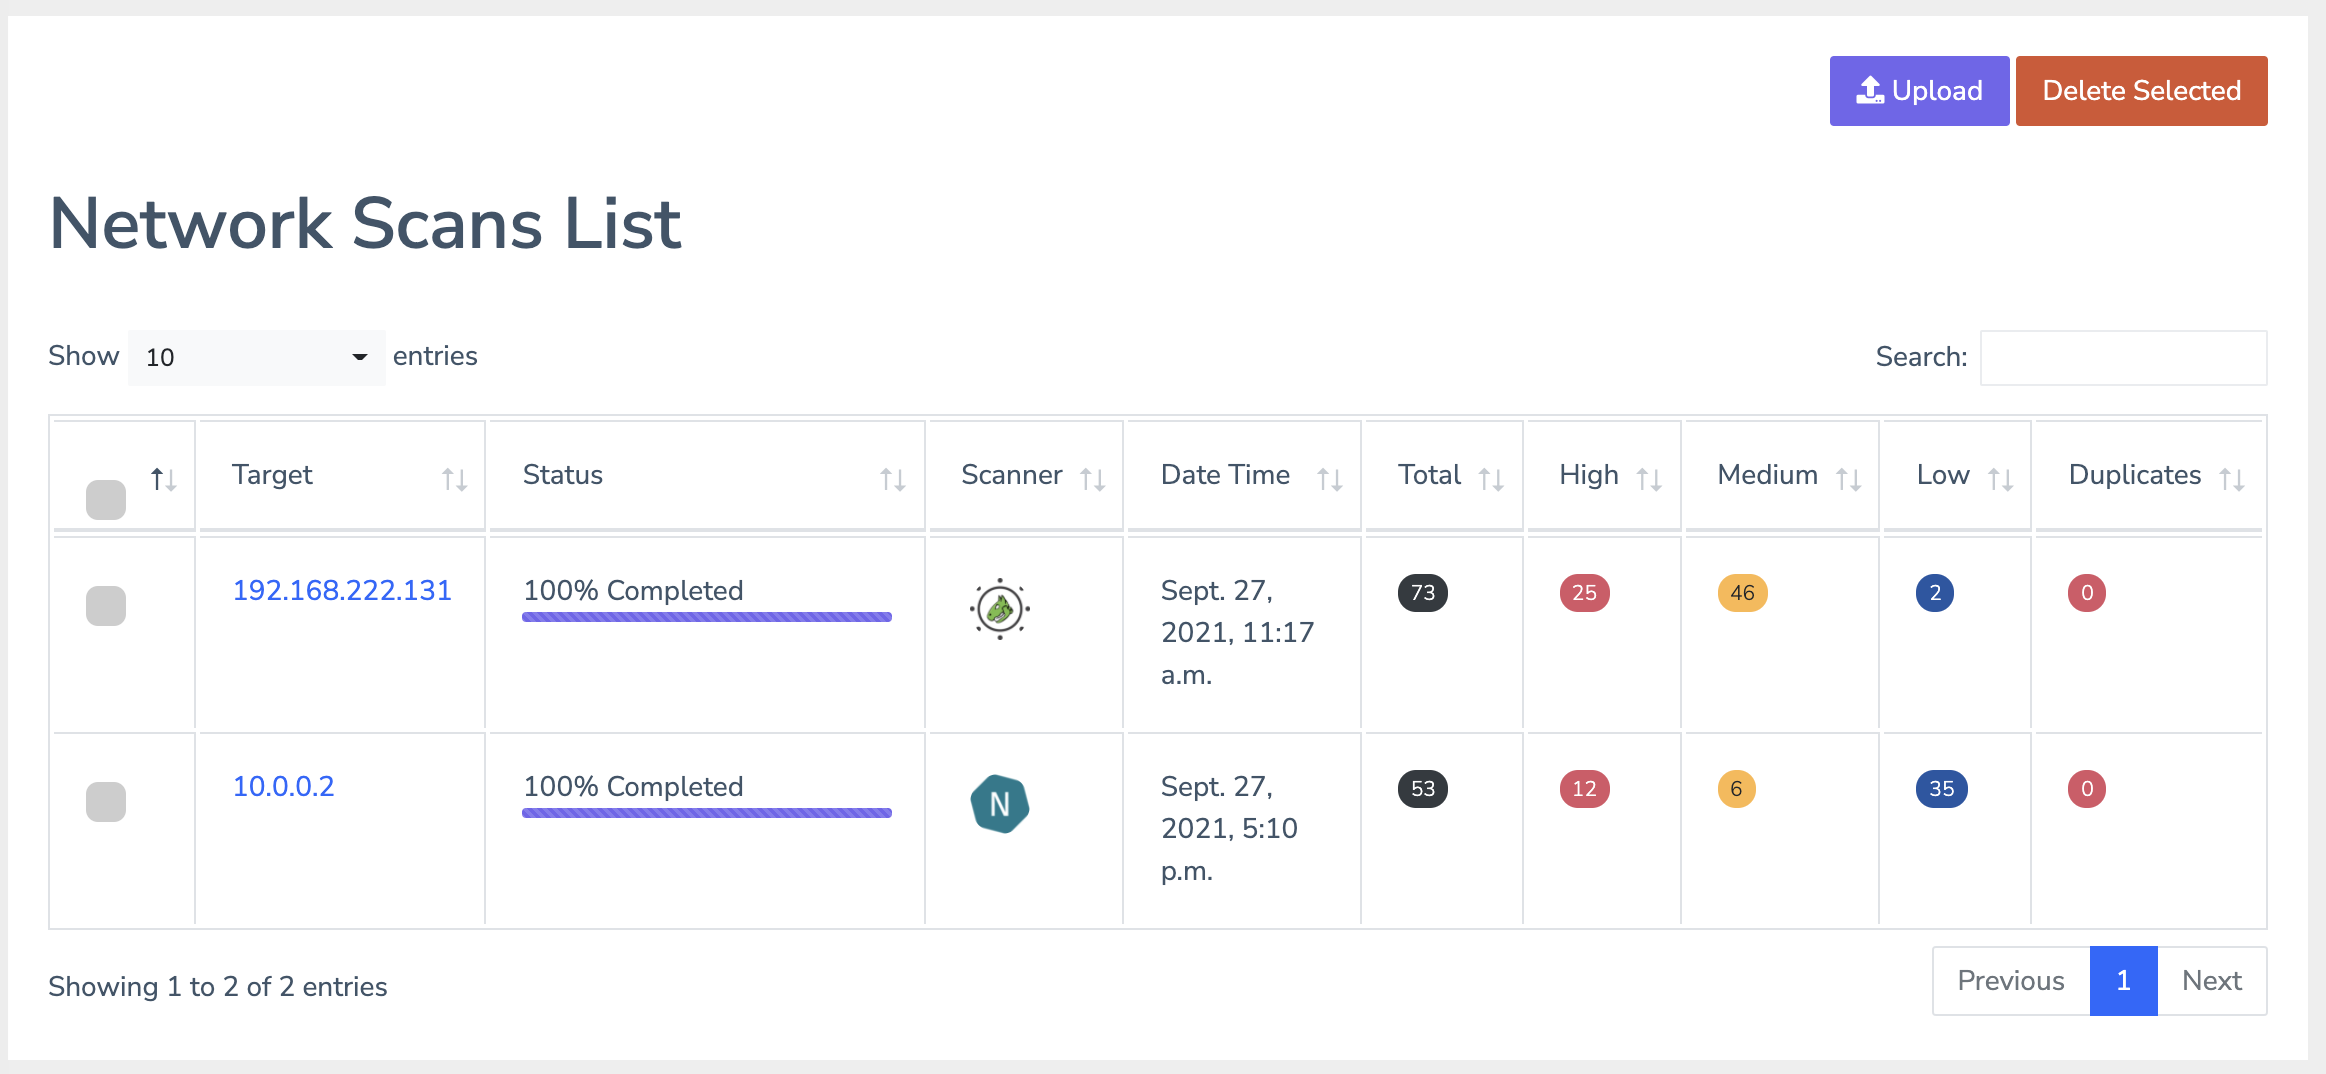 Upload Delete Selected
Network Scans List
Show 10 entries Search:
Target Status Scanner Date Time Total High Medium Low Duplicates
192.168.222.131 100% Completed Sept. 27, 73 25 46 2 0
2021, 11:17
a.m.
10.0.0.2 100% Completed N Sept. 27, 53 12 6 35 0
2021, 5:10
p.m.
Showing 1 to 2 of 2 entries Previous 1 Next